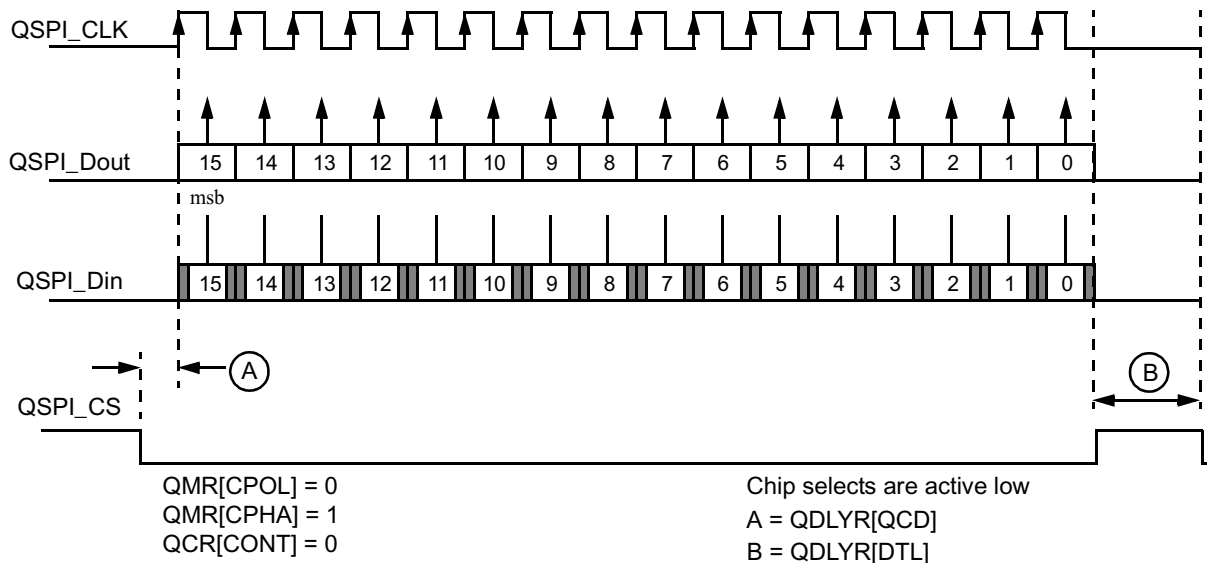 QSPI_CLK
QSPI_Dout
15 14 13 12 11 10 9 8 7 6 5 4 3 2 1 0
msb
QSPI_Din
15 14 13 12 11 10 9 8 7 6 5 4 3 2 1 0
A
B
QSPI_CS
QMR[CPOL] = 0
QMR[CPHA] = 1
QCR[CONT] = 0
Chip selects are active low
A = QDLYR[QCD]
B = QDLYR[DTL]